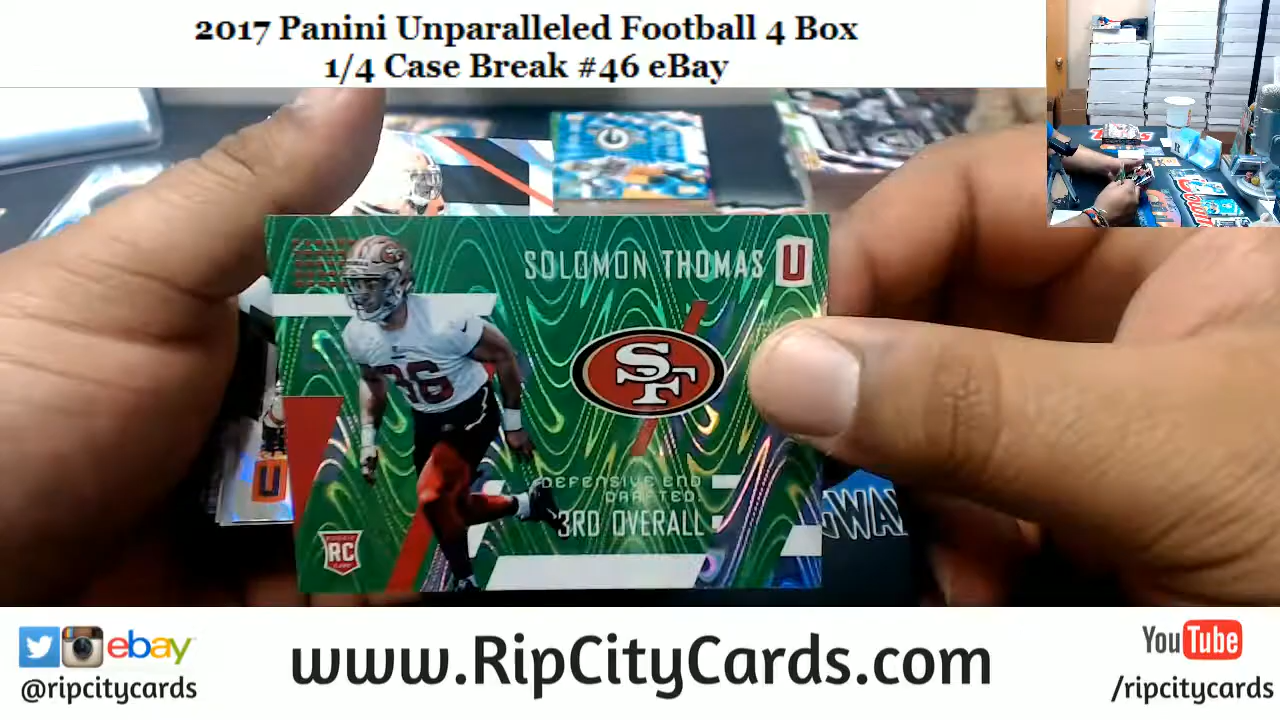 2017 Panini Unparalleled Football 4 Box
1/4 Case Break #46 eBay
SOLOMON THOMAS U
SF
36
DEFENSIVE END
DRAFTED:
3RD OVERALL
RC
U
G
ebay
@ripcitycards
www.RipCityCards.com
YouTube
/ripcitycards